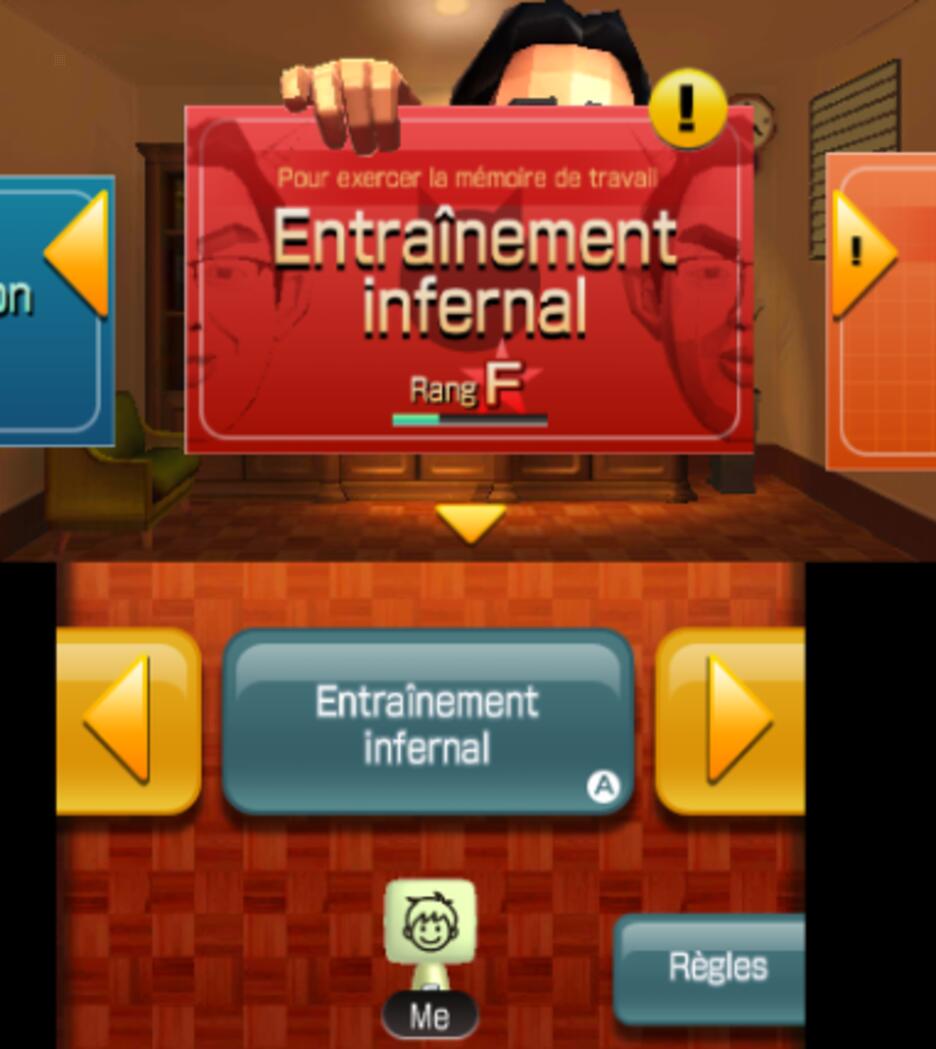 !
Pour exercer la mémoire de travail
Entraînement
infernal
on
!
Rang F
Entraînement
infernal
A
Me
Règles